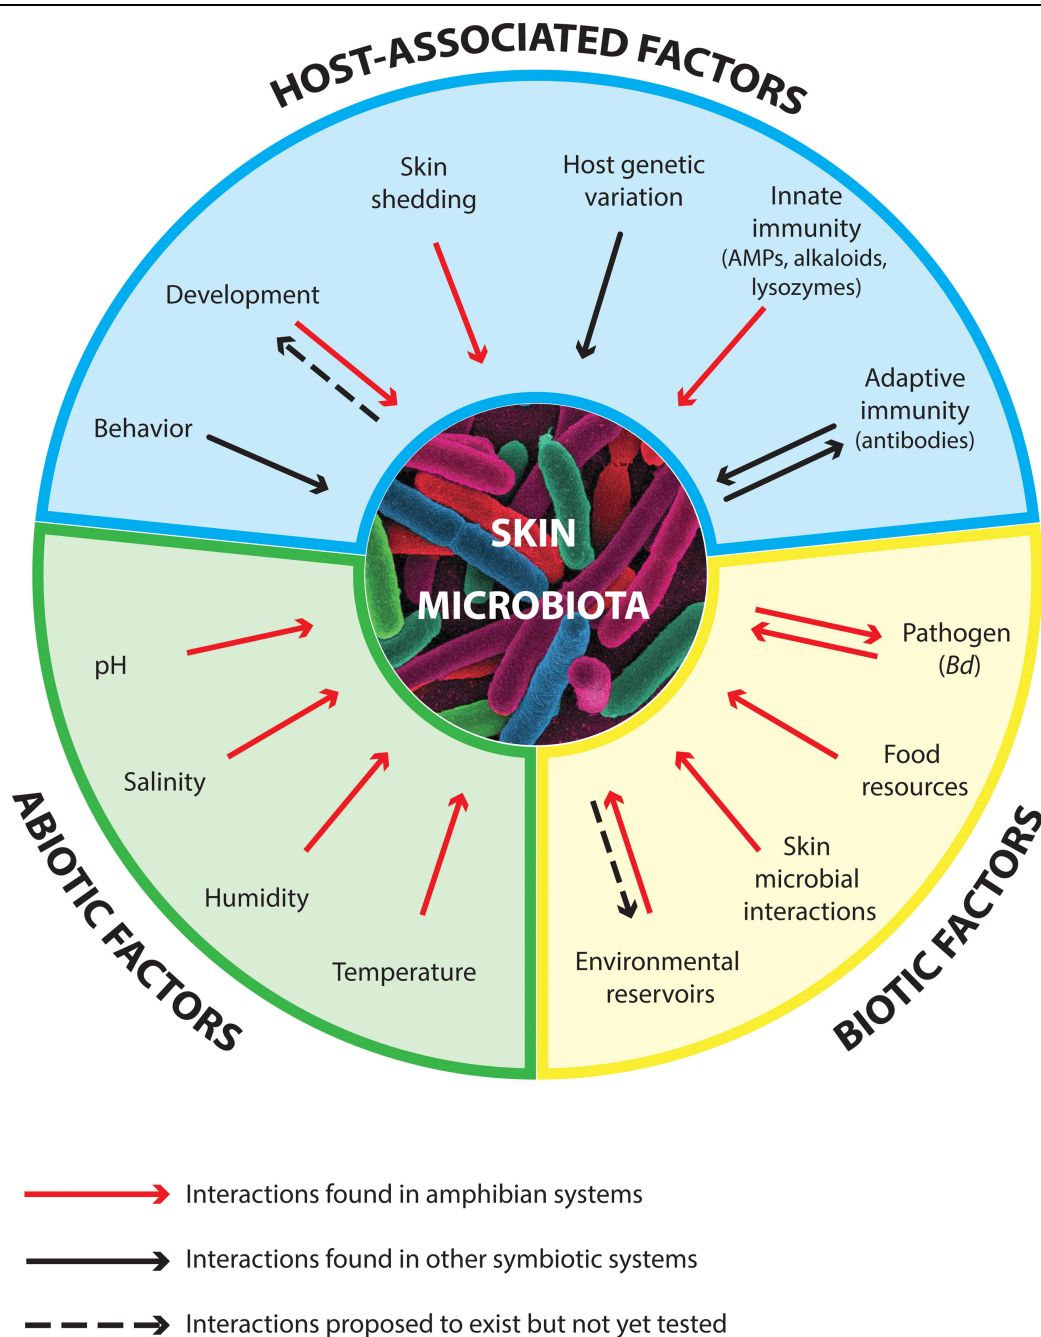 HOST-ASSOCIATED FACTORS
Skin
shedding
Host genetic
variation
Innate
immunity
(AMPs, alkaloids,
lysozymes)
Development
Adaptive
immunity
(antibodies)
Behavior
SKIN
MICROBIOTA
pH
Salinity
Humidity
Temperature
ABIOTIC FACTORS
Pathogen
(Bd)
Food
resources
Skin
microbial
interactions
Environmental
reservoirs
BIOTIC FACTORS
Interactions found in amphibian systems
Interactions found in other symbiotic systems
Interactions proposed to exist but not yet tested